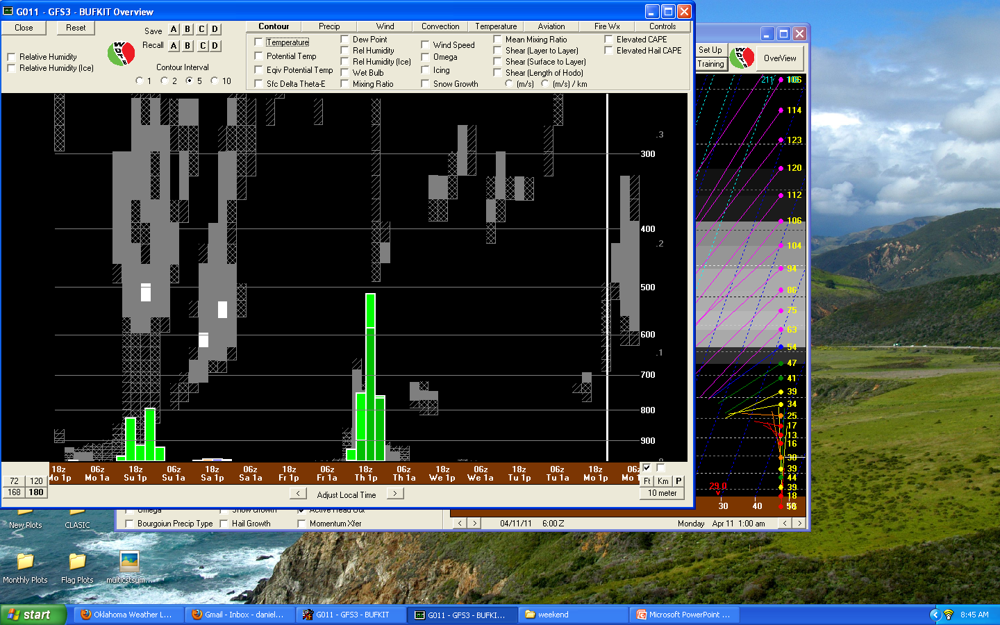 G011 - GFS3 - BUFKIT Overview
Close
Reset
Save A B C D
Recall A B C D
Relative Humidity
Relative Humidity (Ice)
Contour Interval
1 2 5 10
Contour Precip Wind Convection Temperature Aviation Fire Wx Controls
Temperature
Potential Temp
Eqiv Potential Temp
Sfc Delta Theta-E
Dew Point
Rel Humidity
Rel Humidity (Ice)
Wet Bulb
Mixing Ratio
Wind Speed
Omega
Icing
Snow Growth
Mean Mixing Ratio
Shear (Layer to Layer)
Shear (Surface to Layer)
Shear (Length of Hodo)
(m/s) (m/s) / km
Elevated CAPE
Elevated Hail CAPE
Set Up
Training
OverView
.3
300
400
.2
500
600
.1
700
800
900
114
123
120
112
106
104
94
86
75
63
54
47
41
39
34
25
17
13
16
30
39
44
39
18
29.0
30 40 50
18z 06z 18z 06z 18z 06z 18z 06z 18z 06z 18z 06z 18z 06z 18z 06z
Mo 1p Mo 1a Su 1p Su 1a Sa 1p Sa 1a Fr 1p Fr 1a Th 1p Th 1a We 1p We 1a Tu 1p Tu 1a Mo 1p Mo 1
72 120
168 180
< Adjust Local Time >
Ft Km P
10 meter
Omega Snow Growth Active Read Out
Bourgoiun Precip Type Hail Growth Momentum Xfer
< > 04/11/11 6:00Z Monday Apr 11 1:00 am < >
New Plots
CLASIC
Monthly Plots
Flag Plots
multicstsum...
start
Oklahoma Weather L...
Gmail - Inbox - daniel...
G011 - GFS3 - BUFKIT
G011 - GFS3 - BUFKI...
weekend
Microsoft PowerPoint ...
8:45 AM